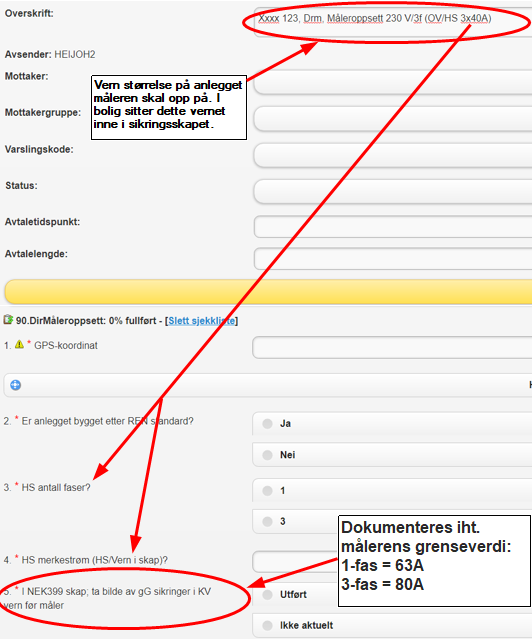 Overskrift:
Xxxx 123, Drm, Måleroppsett 230 V/3f (OV/HS 3x40A)
Avsender: HEIJOH2
Mottaker:
Vern størrelse på anlegget
måleren skal opp på. I
bolig sitter dette vernet
inne i sikringsskapet.
Mottakergruppe:
Varslingskode:
Status:
Avtaletidspunkt:
Avtalelengde:
90.DirMåleroppsett: 0% fullført - [Slett sjekkliste]
1. * GPS-koordinat
H
2. * Er anlegget bygget etter REN standard?
Ja
Nei
3. * HS antall faser?
1
3
Dokumenteres iht.
målerens grenseverdi:
1-fas = 63A
3-fas = 80A
4. * HS merkestrøm (HS/Vern i skap)?
5. * I NEK399 skap; ta bilde av gG sikringer i KV
vern før måler
Utført
Ikke aktuelt